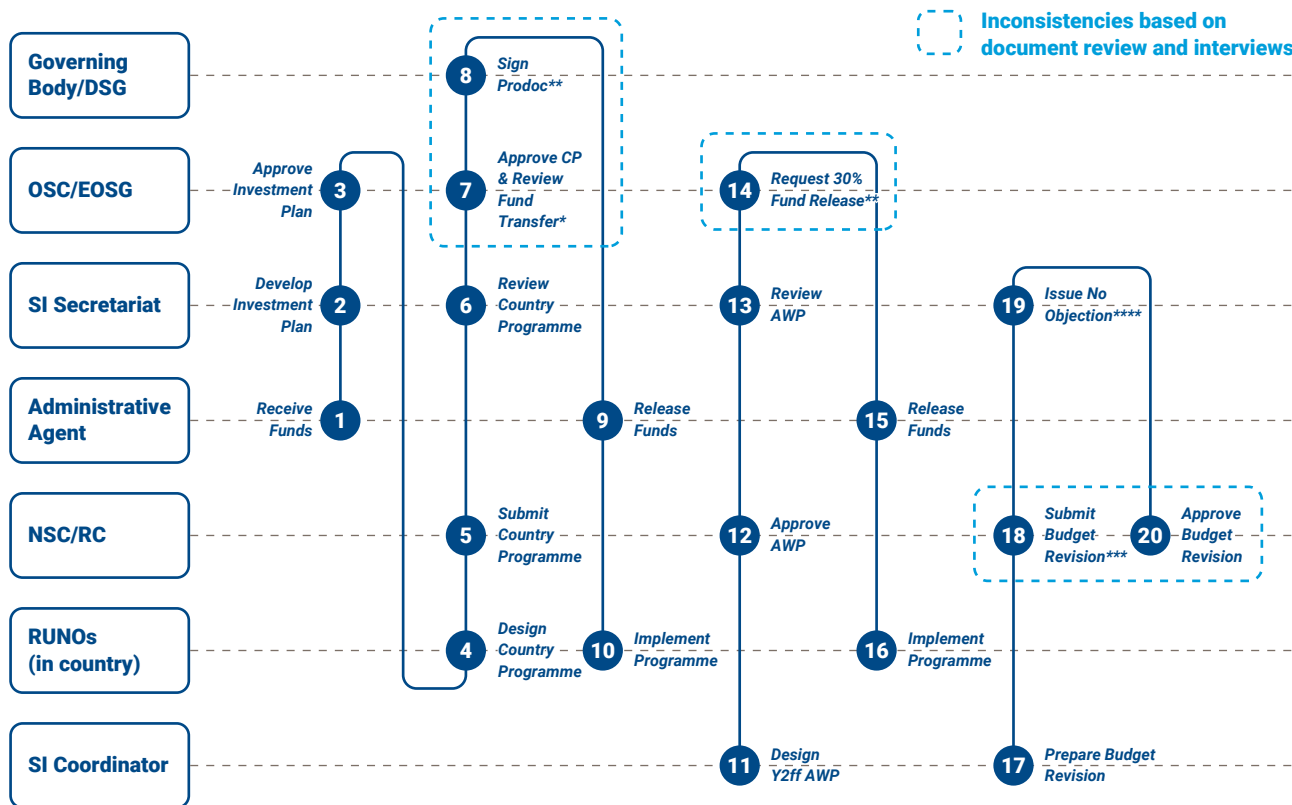 Inconsistencies based on
document review and interviews
Governing
Body/DSG
8
Sign
Prodoc**
OSC/EOSG
Approve
Investment
Plan
3
7
Approve CP
& Review
Fund
Transfer*
14
Request 30%
Fund Release**
SI Secretariat
Develop
Investment
Plan
2
6
Review
Country
Programme
13
Review
AWP
19
Issue No
Objection****
Administrative
Agent
Receive
Funds
1
9
Release
Funds
15
Release
Funds
NSC/RC
5
Submit
Country
Programme
12
Approve
AWP
18
Submit
Budget
Revision***
20
Approve
Budget
Revision
RUNOs
(in country)
4
Design
Country
Programme
10
Implement
Programme
16
Implement
Programme
SI Coordinator
11
Design
Y2ff AWP
17
Prepare Budget
Revision